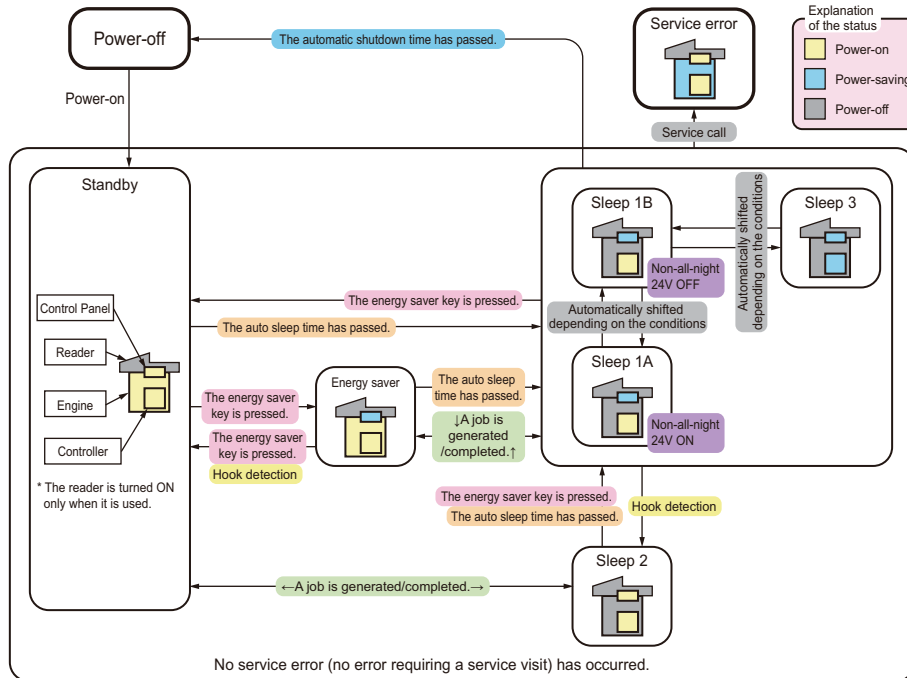 Power-off
The automatic shutdown time has passed.
Service error
Explanation
of the status
Power-on
Power-saving
Power-off
Power-on
Service call
Standby
Control Panel
Reader
Engine
Controller
* The reader is turned ON
only when it is used.
Sleep 1B
Non-all-night
24V OFF
Sleep 3
Automatically shifted
depending on the conditions
The energy saver key is pressed.
The auto sleep time has passed.
Automatically shifted
depending on the conditions
Sleep 1A
Non-all-night
24V ON
The energy saver
key is pressed.
The energy saver
key is pressed.
Hook detection
Energy saver
The auto sleep
time has passed.
↓A job is
generated
/completed.↑
The energy saver key is pressed.
The auto sleep time has passed.
Hook detection
Sleep 2
←A job is generated/completed.→
No service error (no error requiring a service visit) has occurred.